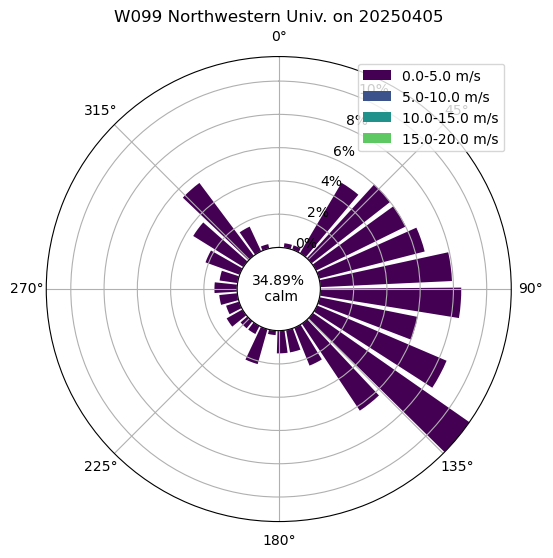 W099 Northwestern Univ. on 20250405
0°
0.0-5.0 m/s
5.0-10.0 m/s
10.0-15.0 m/s
15.0-20.0 m/s
315°
45°
10%
8%
6%
4%
2%
0%
34.89%
calm
270°
90°
225°
135°
180°